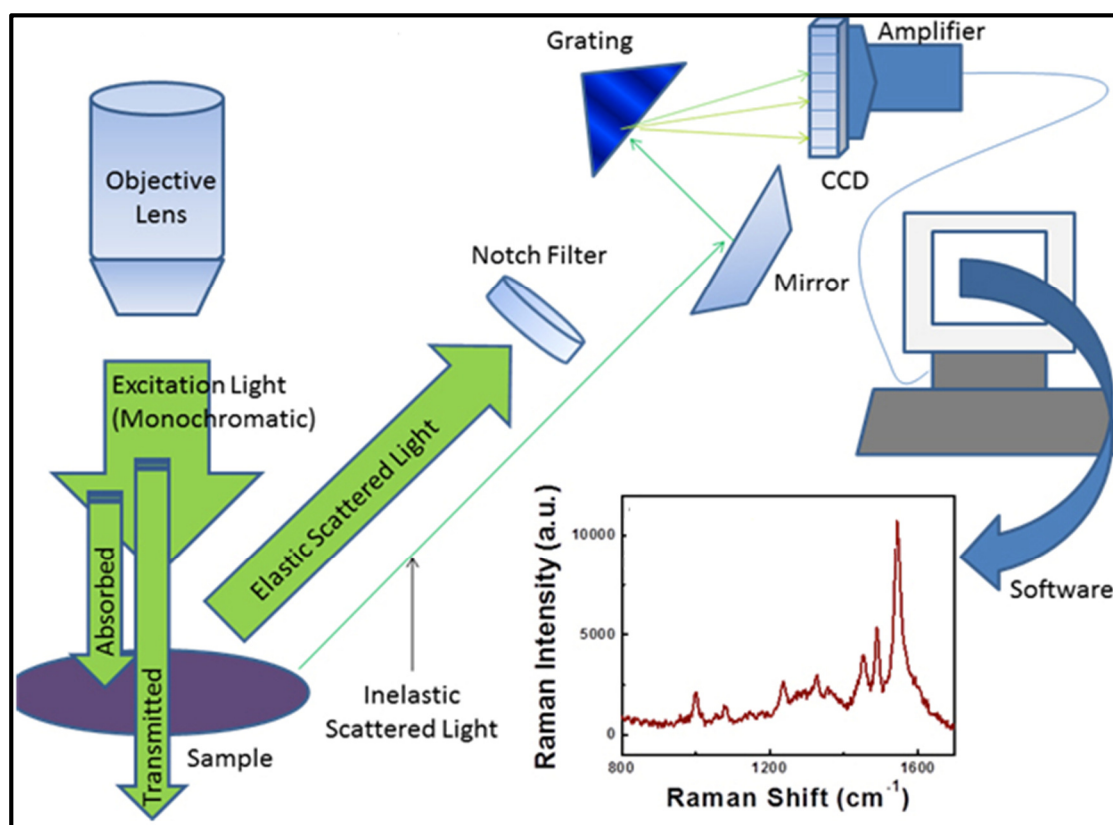 Grating
Amplifier
Objective
Lens
CCD
Notch Filter
Mirror
Excitation Light
(Monochromatic)
Elastic Scattered Light
Absorbed
Transmitted
Sample
Inelastic
Scattered Light
Software
Raman Intensity (a.u.)
10000
5000
0
800
1200
1600
Raman Shift (cm⁻¹)